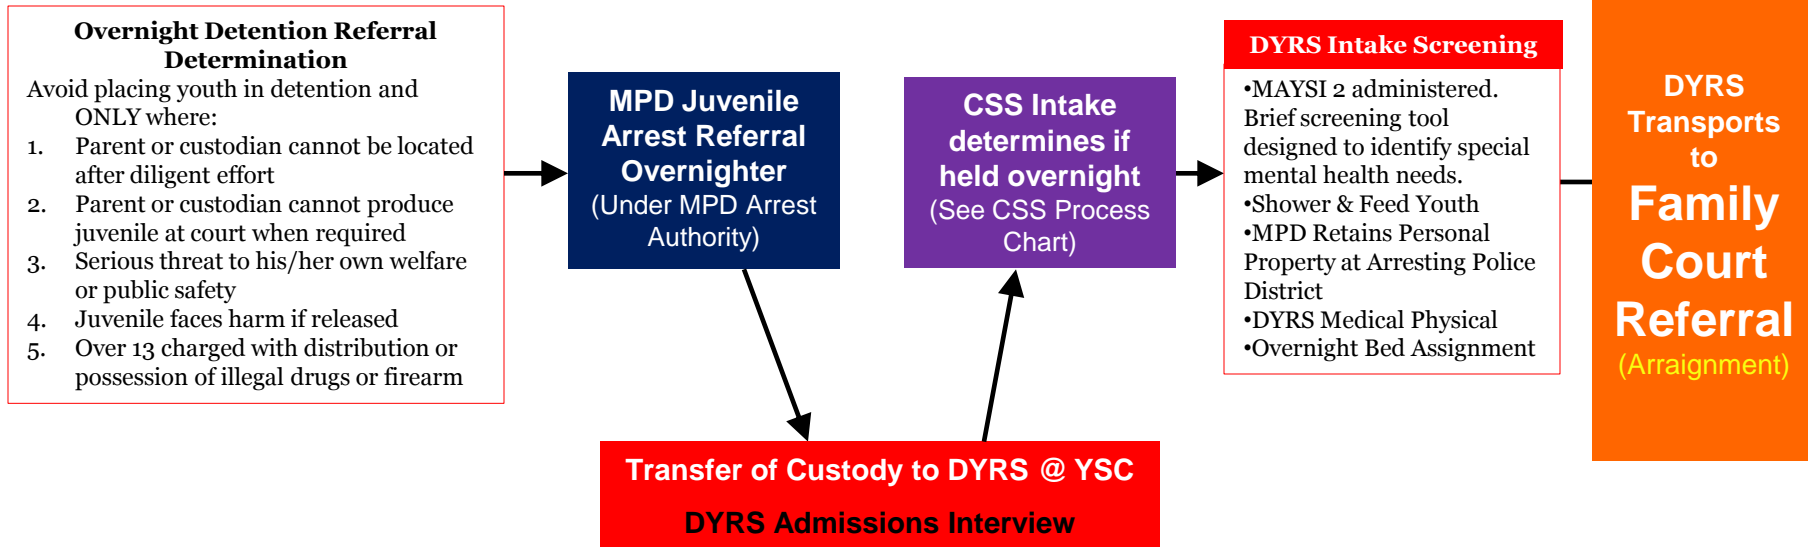 Overnight Detention Referral
Determination
Avoid placing youth in detention and
ONLY where:
1. Parent or custodian cannot be located
after diligent effort
2. Parent or custodian cannot produce
juvenile at court when required
3. Serious threat to his/her own welfare
or public safety
4. Juvenile faces harm if released
5. Over 13 charged with distribution or
possession of illegal drugs or firearm
MPD Juvenile
Arrest Referral
Overnighter
(Under MPD Arrest
Authority)
Transfer of Custody to DYRS @ YSC
DYRS Admissions Interview
CSS Intake
determines if
held overnight
(See CSS Process
Chart)
DYRS Intake Screening
•MAYSI 2 administered.
Brief screening tool
designed to identify special
mental health needs.
•Shower & Feed Youth
•MPD Retains Personal
Property at Arresting Police
District
•DYRS Medical Physical
•Overnight Bed Assignment
DYRS
Transports
to
Family
Court
Referral
(Arraignment)